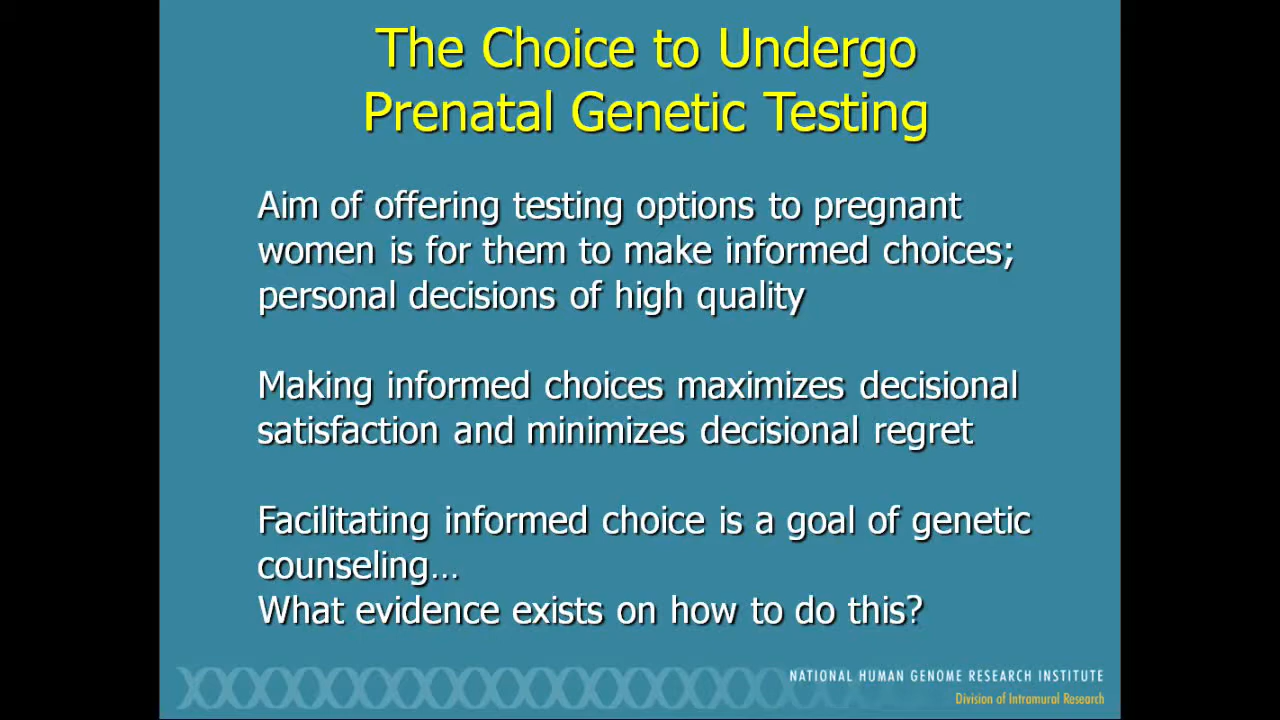 The Choice to Undergo
Prenatal Genetic Testing
Aim of offering testing options to pregnant
women is for them to make informed choices;
personal decisions of high quality
Making informed choices maximizes decisional
satisfaction and minimizes decisional regret
Facilitating informed choice is a goal of genetic
counseling…
What evidence exists on how to do this?
NATIONAL HUMAN GENOME RESEARCH INSTITUTE
Division of Intramural Research